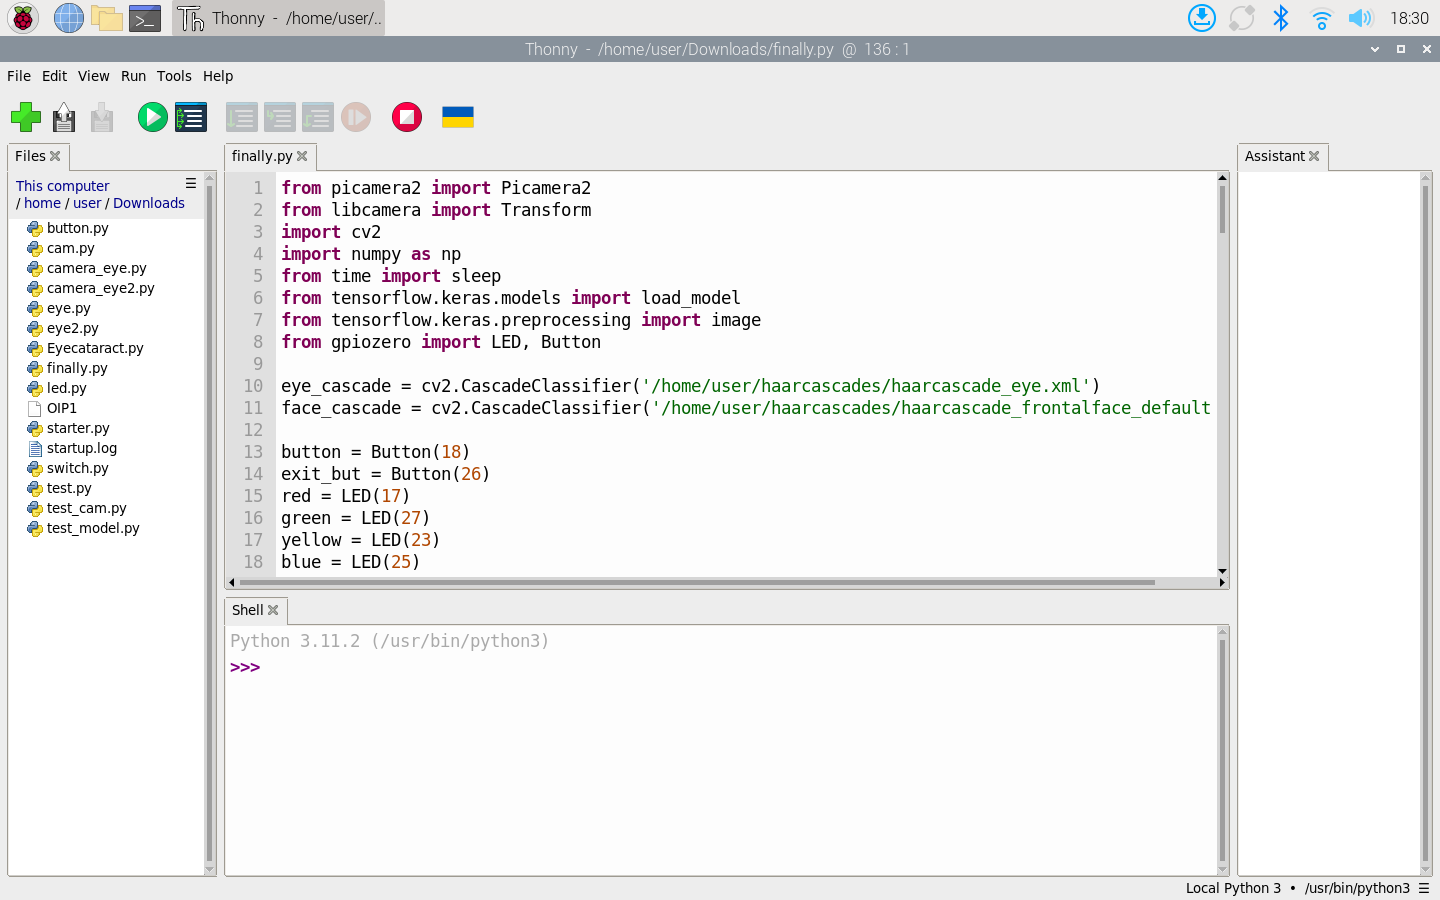 Thonny - /home/user/..
18:30
Thonny - /home/user/Downloads/finally.py @ 136 : 1
File Edit View Run Tools Help
Files
This computer
/ home / user / Downloads
button.py
cam.py
camera_eye.py
camera_eye2.py
eye.py
eye2.py
Eyecataract.py
finally.py
led.py
OIP1
starter.py
startup.log
switch.py
test.py
test_cam.py
test_model.py
finally.py
1 from picamera2 import Picamera2
2 from libcamera import Transform
3 import cv2
4 import numpy as np
5 from time import sleep
6 from tensorflow.keras.models import load_model
7 from tensorflow.keras.preprocessing import image
8 from gpiozero import LED, Button
9
10 eye_cascade = cv2.CascadeClassifier('/home/user/haarcascades/haarcascade_eye.xml')
11 face_cascade = cv2.CascadeClassifier('/home/user/haarcascades/haarcascade_frontalface_default
12
13 button = Button(18)
14 exit_but = Button(26)
15 red = LED(17)
16 green = LED(27)
17 yellow = LED(23)
18 blue = LED(25)
Shell
Python 3.11.2 (/usr/bin/python3)
>>>
Assistant
Local Python 3 • /usr/bin/python3 ☰